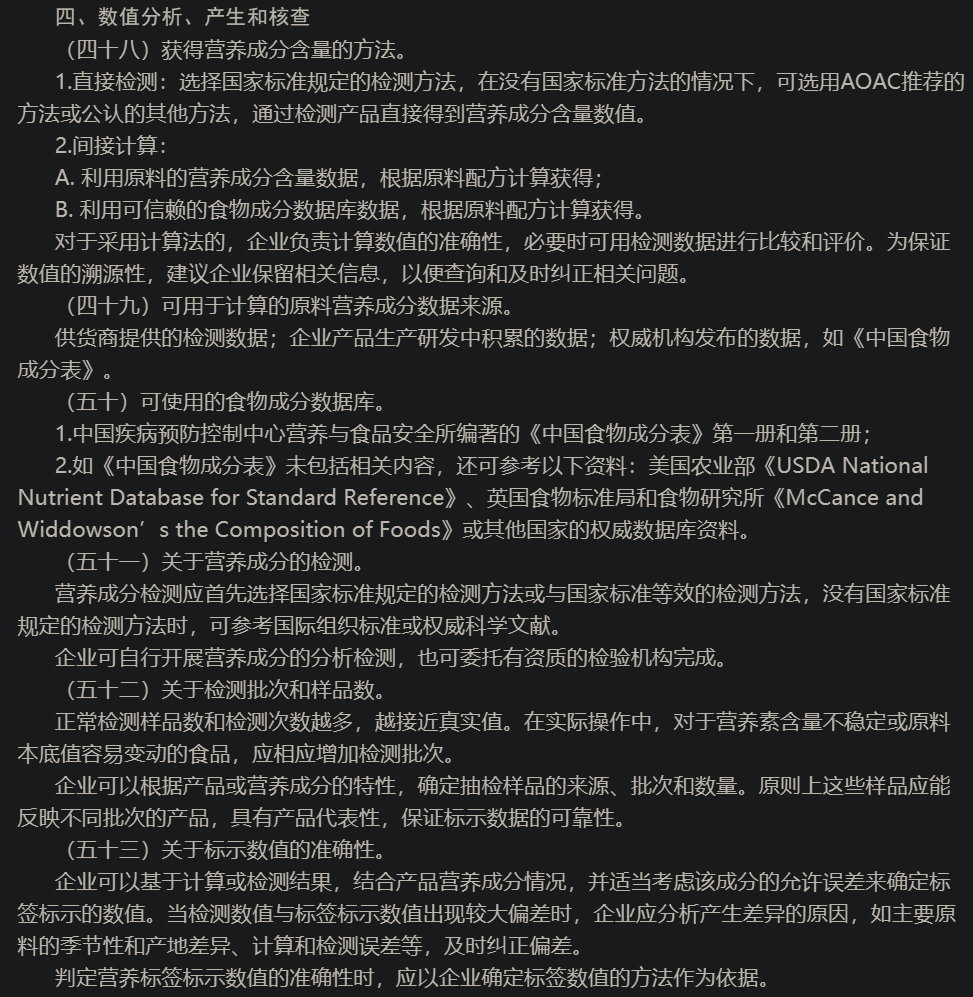 四、数值分析、产生和核查
（四十八）获得营养成分含量的方法。
1.直接检测：选择国家标准规定的检测方法，在没有国家标准方法的情况下，可选用AOAC推荐的
方法或公认的其他方法，通过检测产品直接得到营养成分含量数值。
2.间接计算：
A. 利用原料的营养成分含量数据，根据原料配方计算获得；
B. 利用可信赖的食物成分数据库数据，根据原料配方计算获得。
对于采用计算法的，企业负责计算数值的准确性，必要时可用检测数据进行比较和评价。为保证
数值的溯源性，建议企业保留相关信息，以便查询和及时纠正相关问题。
（四十九）可用于计算的原料营养成分数据来源。
供货商提供的检测数据；企业产品生产研发中积累的数据；权威机构发布的数据，如《中国食物
成分表》。
（五十）可使用的食物成分数据库。
1.中国疾病预防控制中心营养与食品安全所编著的《中国食物成分表》第一册和第二册；
2.如《中国食物成分表》未包括相关内容，还可参考以下资料：美国农业部《USDA National
Nutrient Database for Standard Reference》、英国食物标准局和食物研究所《McCance and
Widdowson’s the Composition of Foods》或其他国家的权威数据库资料。
（五十一）关于营养成分的检测。
营养成分检测应首先选择国家标准规定的检测方法或与国家标准等效的检测方法，没有国家标准
规定的检测方法时，可参考国际组织标准或权威科学文献。
企业可自行开展营养成分的分析检测，也可委托有资质的检验机构完成。
（五十二）关于检测批次和样品数。
正常检测样品数和检测次数越多，越接近真实值。在实际操作中，对于营养素含量不稳定或原料
本底值容易变动的食品，应相应增加检测批次。
企业可以根据产品或营养成分的特性，确定抽检样品的来源、批次和数量。原则上这些样品应能
反映不同批次的产品，具有产品代表性，保证标示数据的可靠性。
（五十三）关于标示数值的准确性。
企业可以基于计算或检测结果，结合产品营养成分情况，并适当考虑该成分的允许误差来确定标
签标示的数值。当检测数值与标签标示数值出现较大偏差时，企业应分析产生差异的原因，如主要原
料的季节性和产地差异、计算和检测误差等，及时纠正偏差。
判定营养标签标示数值的准确性时，应以企业确定标签数值的方法作为依据。